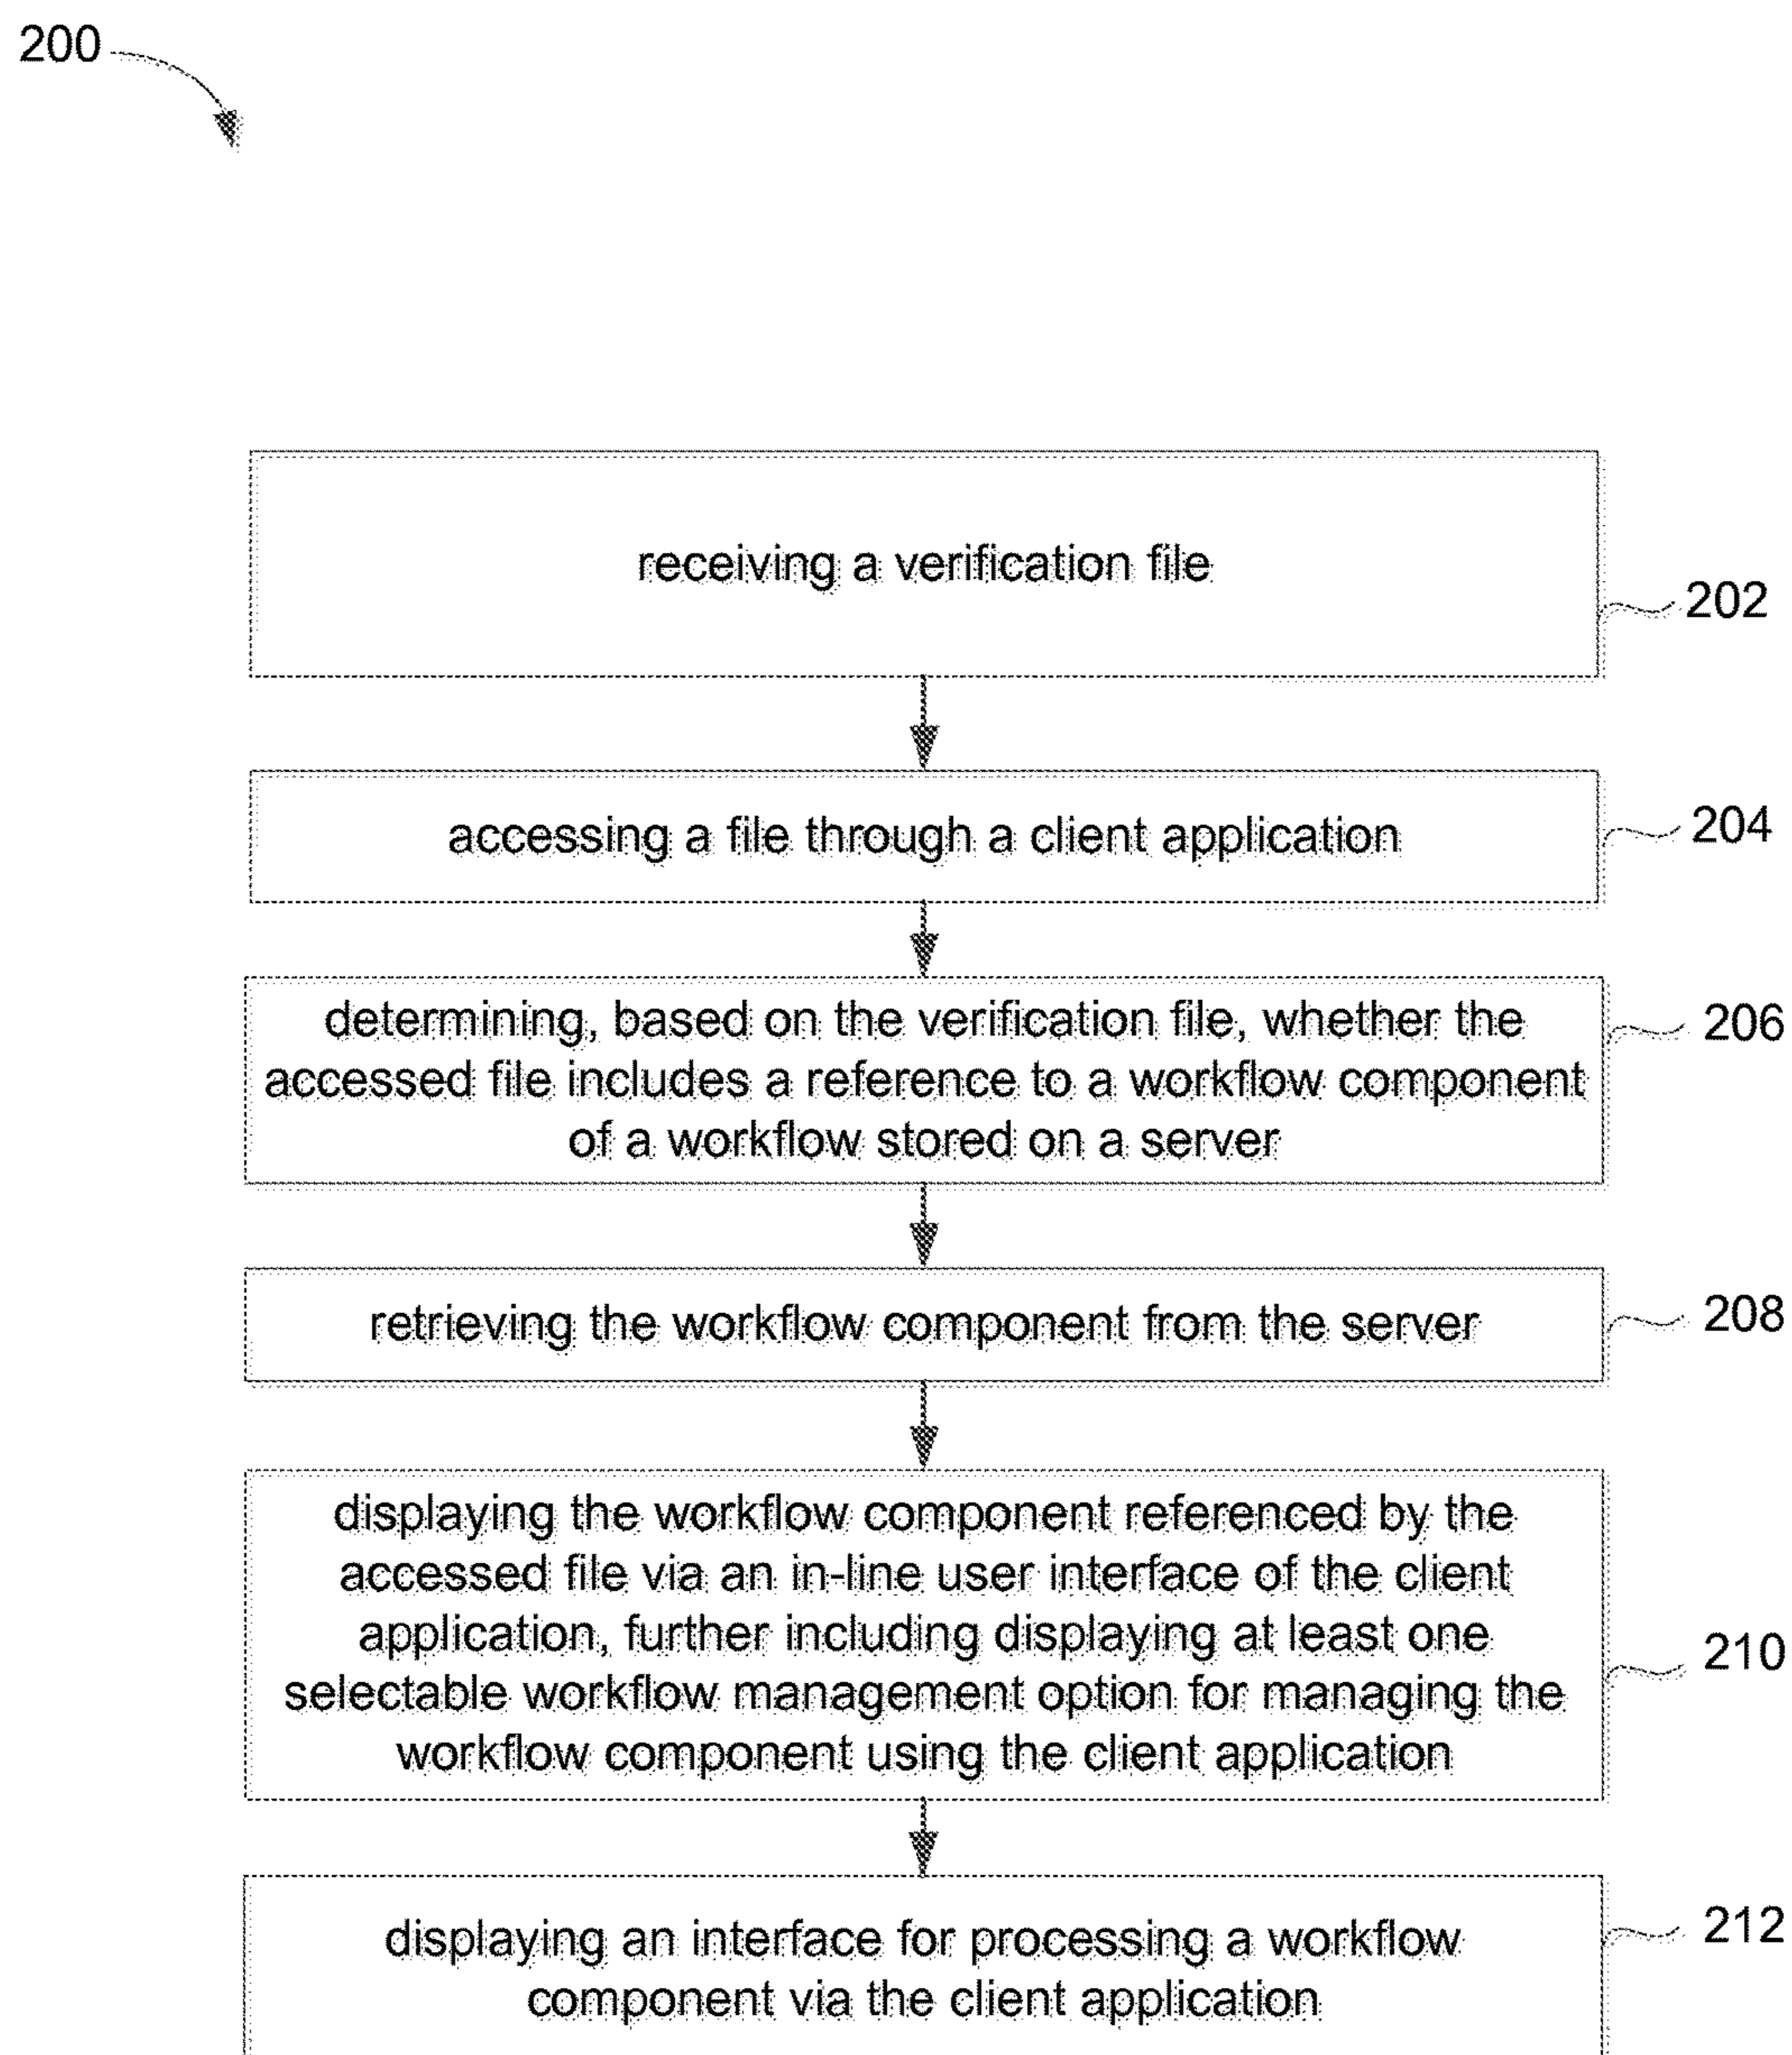 200
receiving a verification file
202
accessing a file through a client application
204
determining, based on the verification file, whether the
accessed file includes a reference to a workflow component
of a workflow stored on a server
206
retrieving the workflow component from the server
208
displaying the workflow component referenced by the
accessed file via an in-line user interface of the client
application, further including displaying at least one
selectable workflow management option for managing the
workflow component using the client application
210
displaying an interface for processing a workflow
component via the client application
212